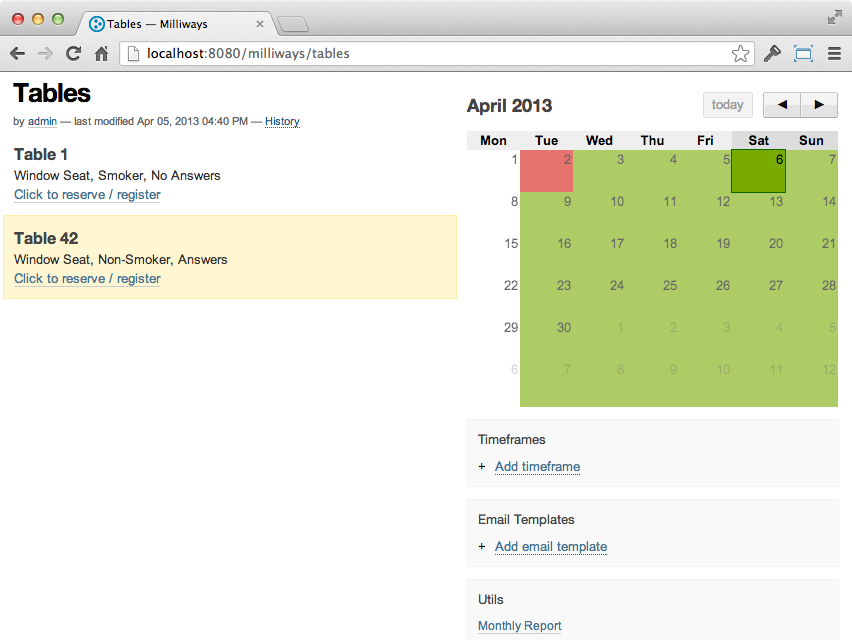 Tables — Milliways
localhost:8080/milliways/tables
Tables
by admin — last modified Apr 05, 2013 04:40 PM — History
Table 1
Window Seat, Smoker, No Answers
Click to reserve / register
Table 42
Window Seat, Non-Smoker, Answers
Click to reserve / register
April 2013
today
Mon Tue Wed Thu Fri Sat Sun
1 2 3 4 5 6 7
8 9 10 11 12 13 14
15 16 17 18 19 20 21
22 23 24 25 26 27 28
29 30 1 2 3 4 5
6 7 8 9 10 11 12
Timeframes
+ Add timeframe
Email Templates
+ Add email template
Utils
Monthly Report